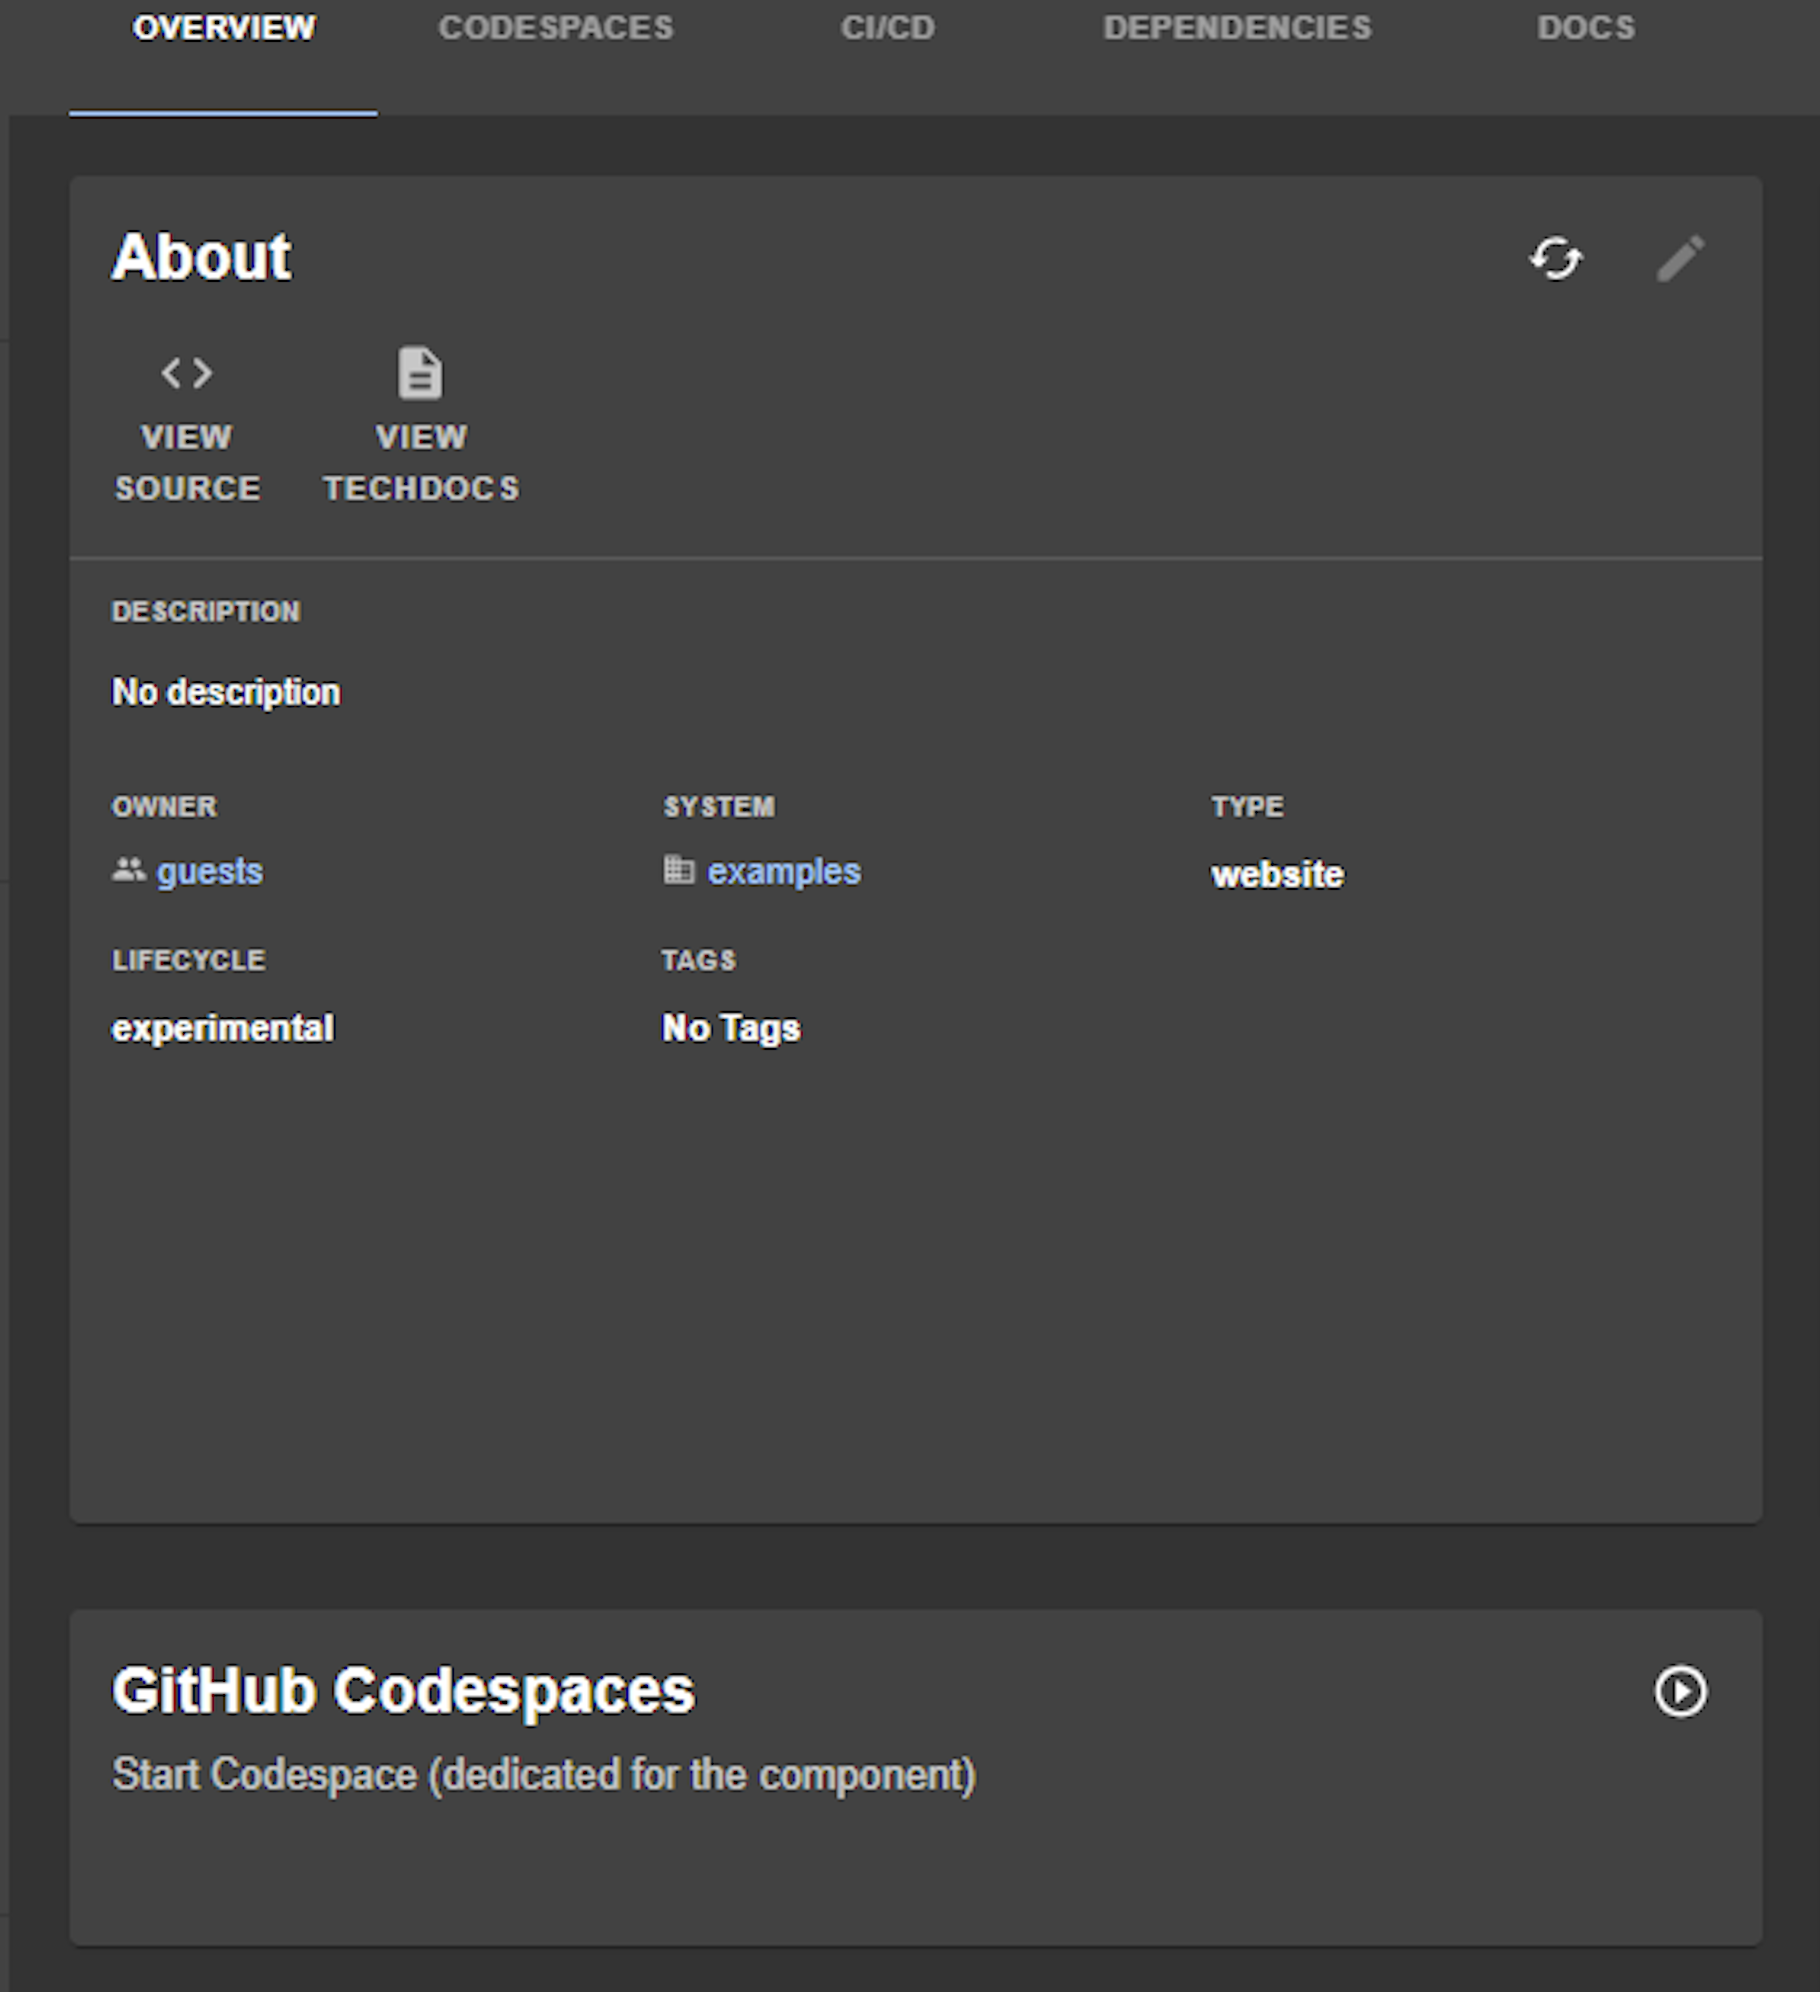 OVERVIEW CODESPACES CI/CD DEPENDENCIES DOCS
About
VIEW SOURCE
VIEW TECHDOCS
DESCRIPTION
No description
OWNER SYSTEM TYPE
guests examples website
LIFECYCLE TAGS
experimental No Tags
GitHub Codespaces
Start Codespace (dedicated for the component)